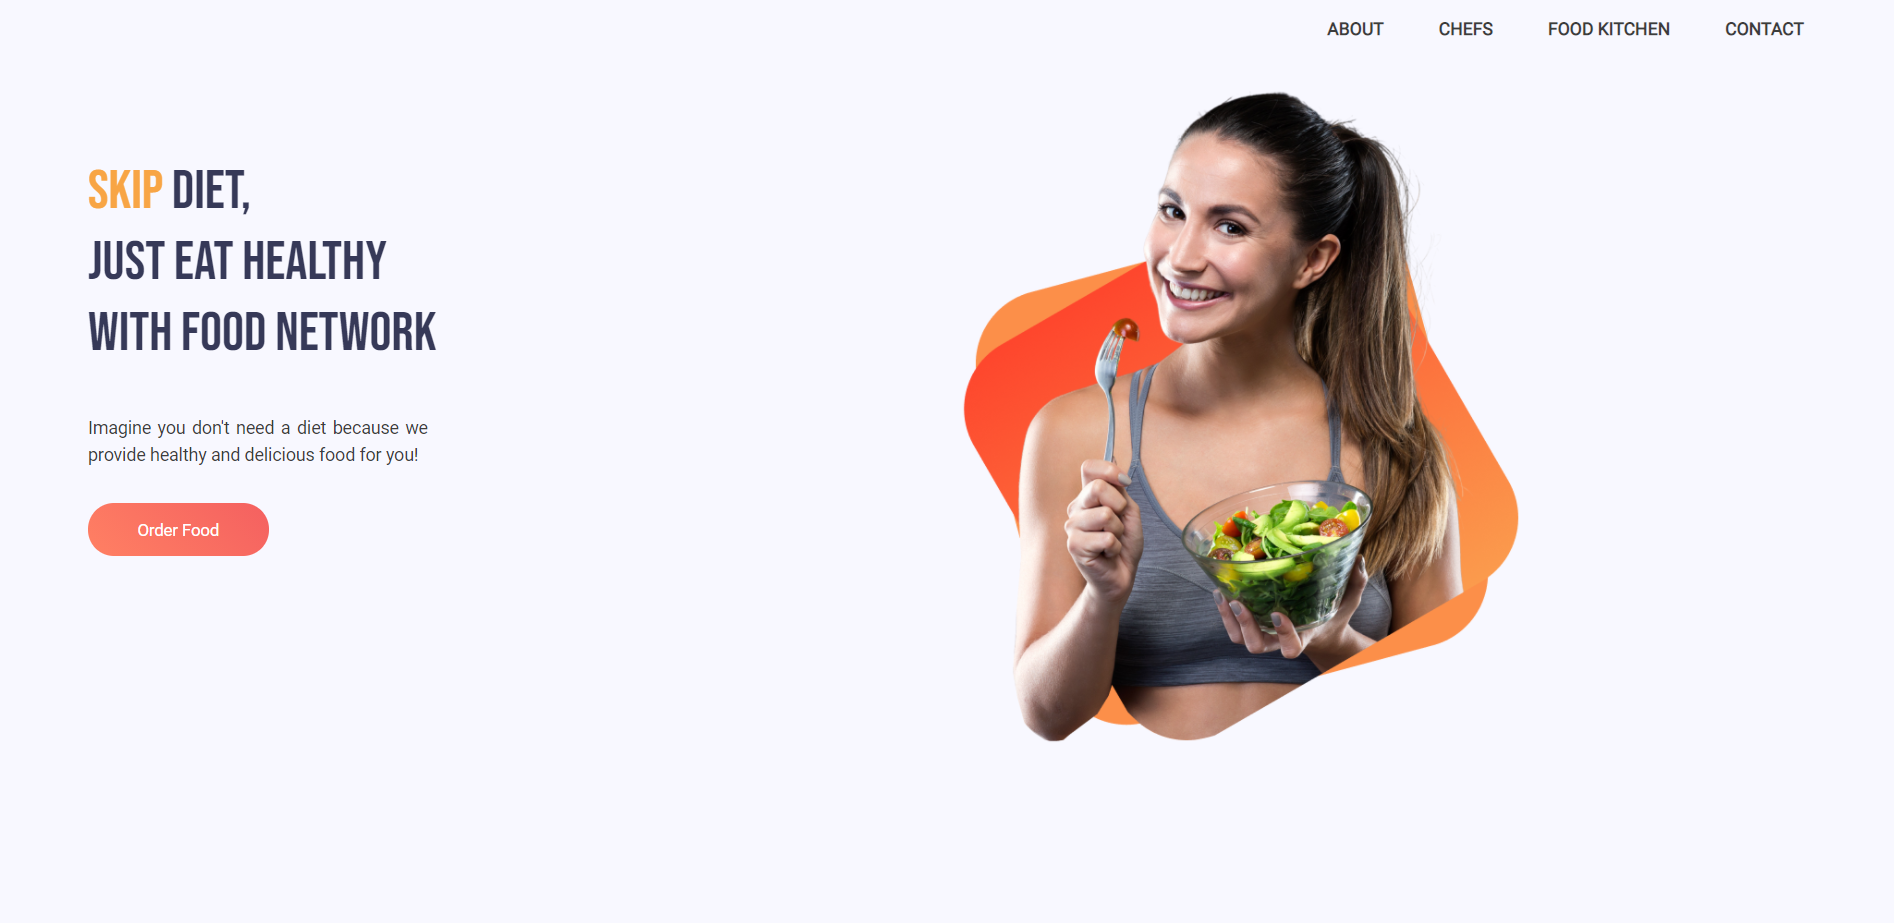 ABOUT CHEFS FOOD KITCHEN CONTACT
SKIP DIET,
JUST EAT HEALTHY
WITH FOOD NETWORK
Imagine you don't need a diet because we
provide healthy and delicious food for you!
Order Food